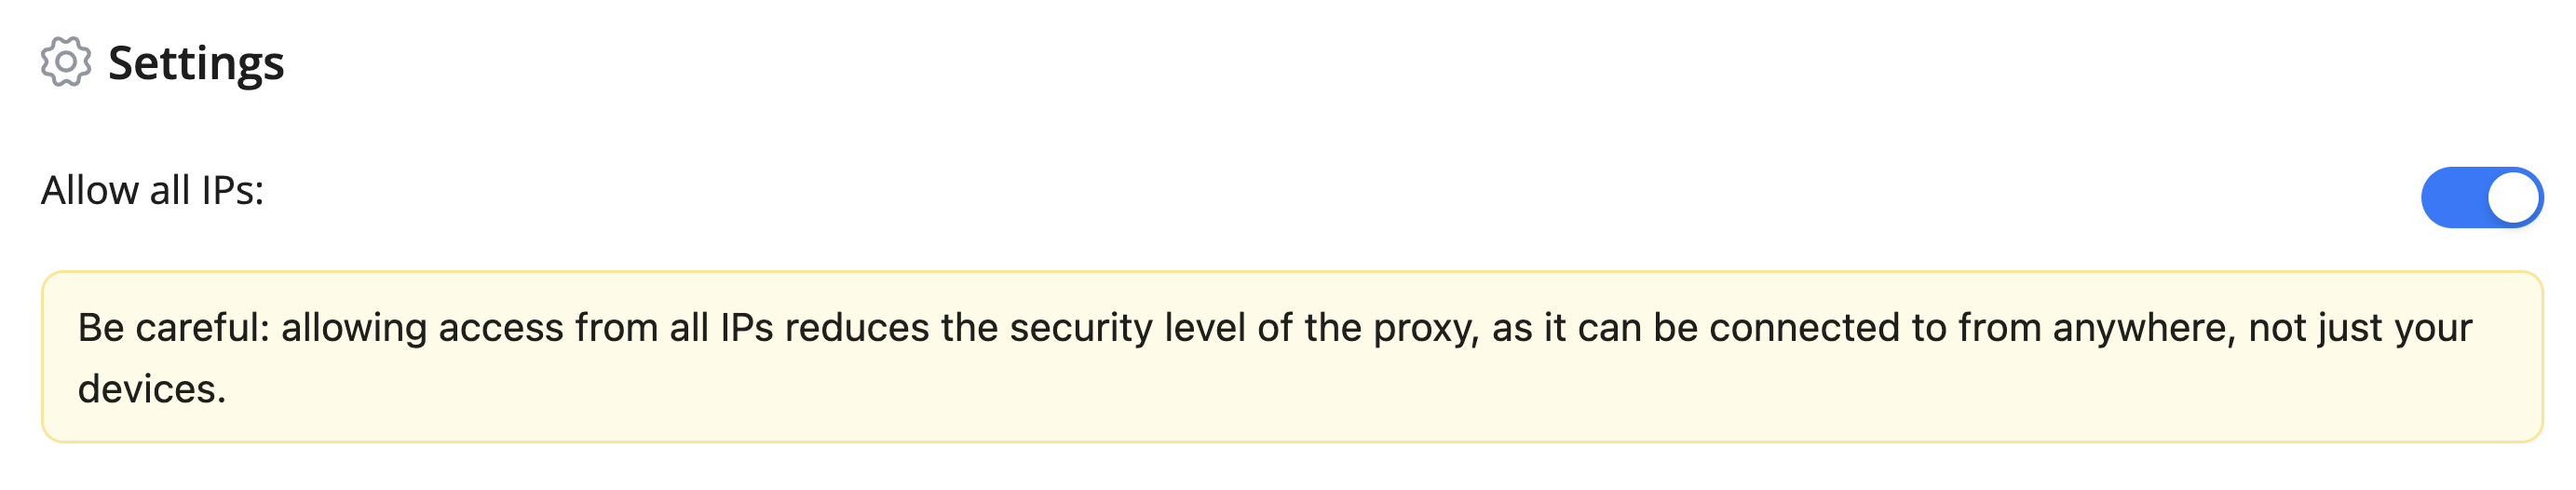 Settings
Allow all IPs:
Be careful: allowing access from all IPs reduces the security level of the proxy, as it can be connected to from anywhere, not just your
devices.